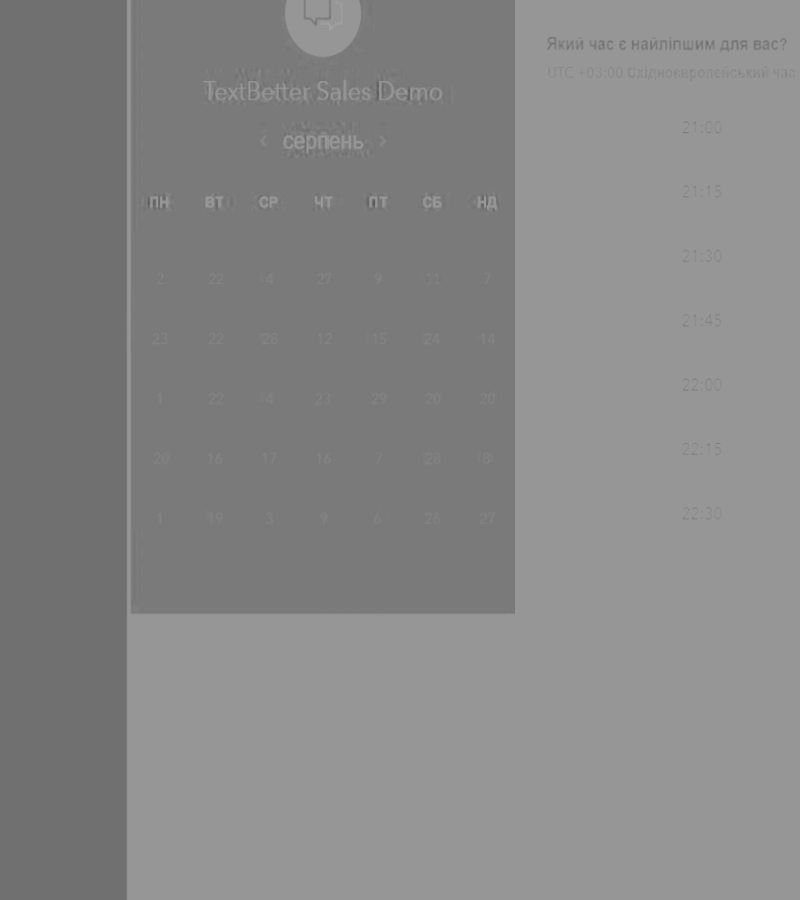 TextBetter Sales Demo
‹ серпень ›
ПН ВТ СР ЧТ ПТ СБ НД
2 22 4 27 9 11 7
23 22 28 12 15 24 14
1 22 4 23 29 20 20
20 16 17 16 7 28 8
1 19 3 9 6 26 27
Який час є найліпшим для вас?
UTC +03:00 Східноєвропейський час
21:00
21:15
21:30
21:45
22:00
22:15
22:30